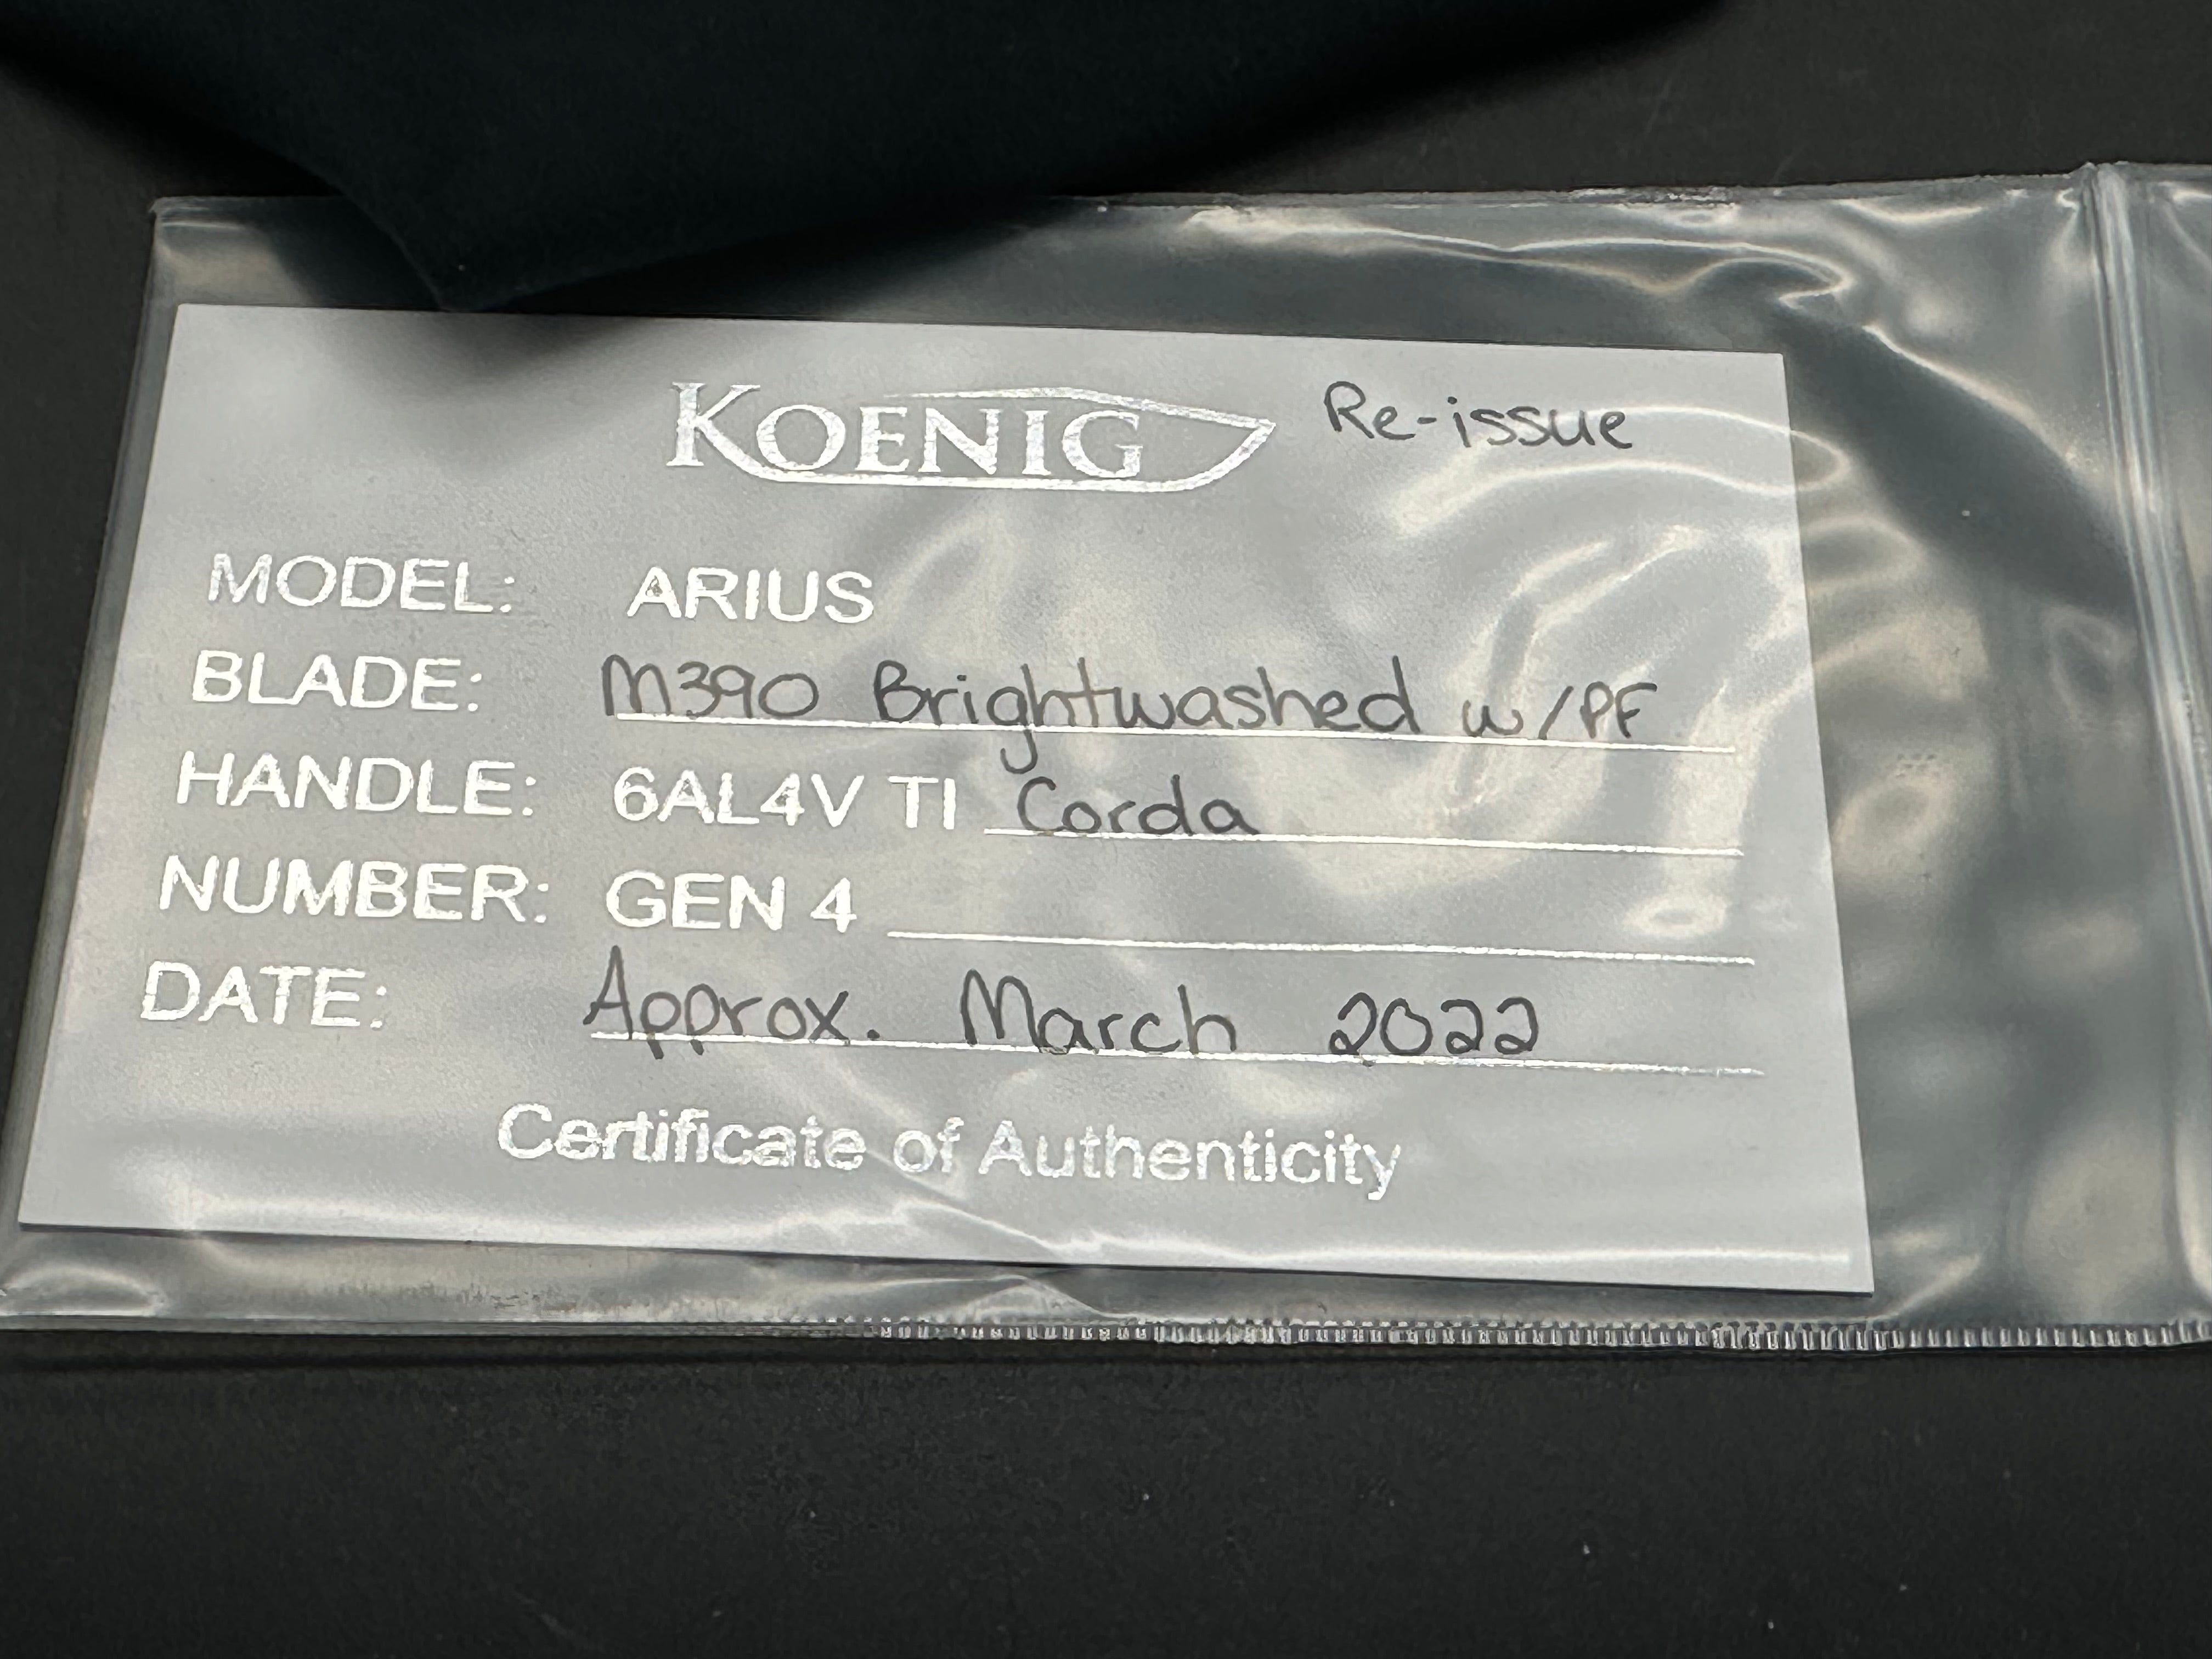 KOENIG Re-issue
MODEL: ARIUS
BLADE: M390 Brightwashed w/PF
HANDLE: 6AL4V TI Corda
NUMBER: GEN 4
DATE: Approx. March 2022
Certificate of Authenticity